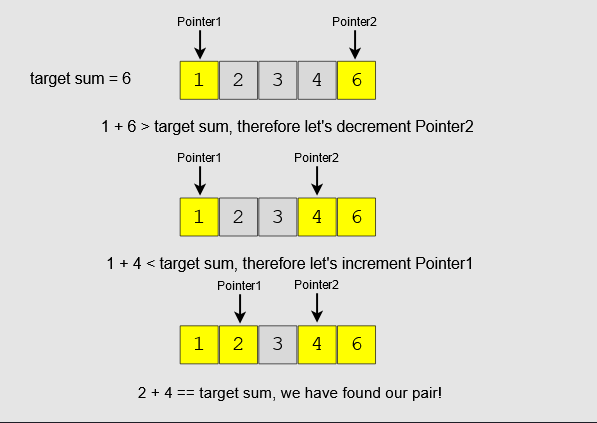 Pointer1 Pointer2
target sum = 6 1 2 3 4 6
1 + 6 > target sum, therefore let's decrement Pointer2
Pointer1 Pointer2
1 2 3 4 6
1 + 4 < target sum, therefore let's increment Pointer1
Pointer1 Pointer2
1 2 3 4 6
2 + 4 == target sum, we have found our pair!